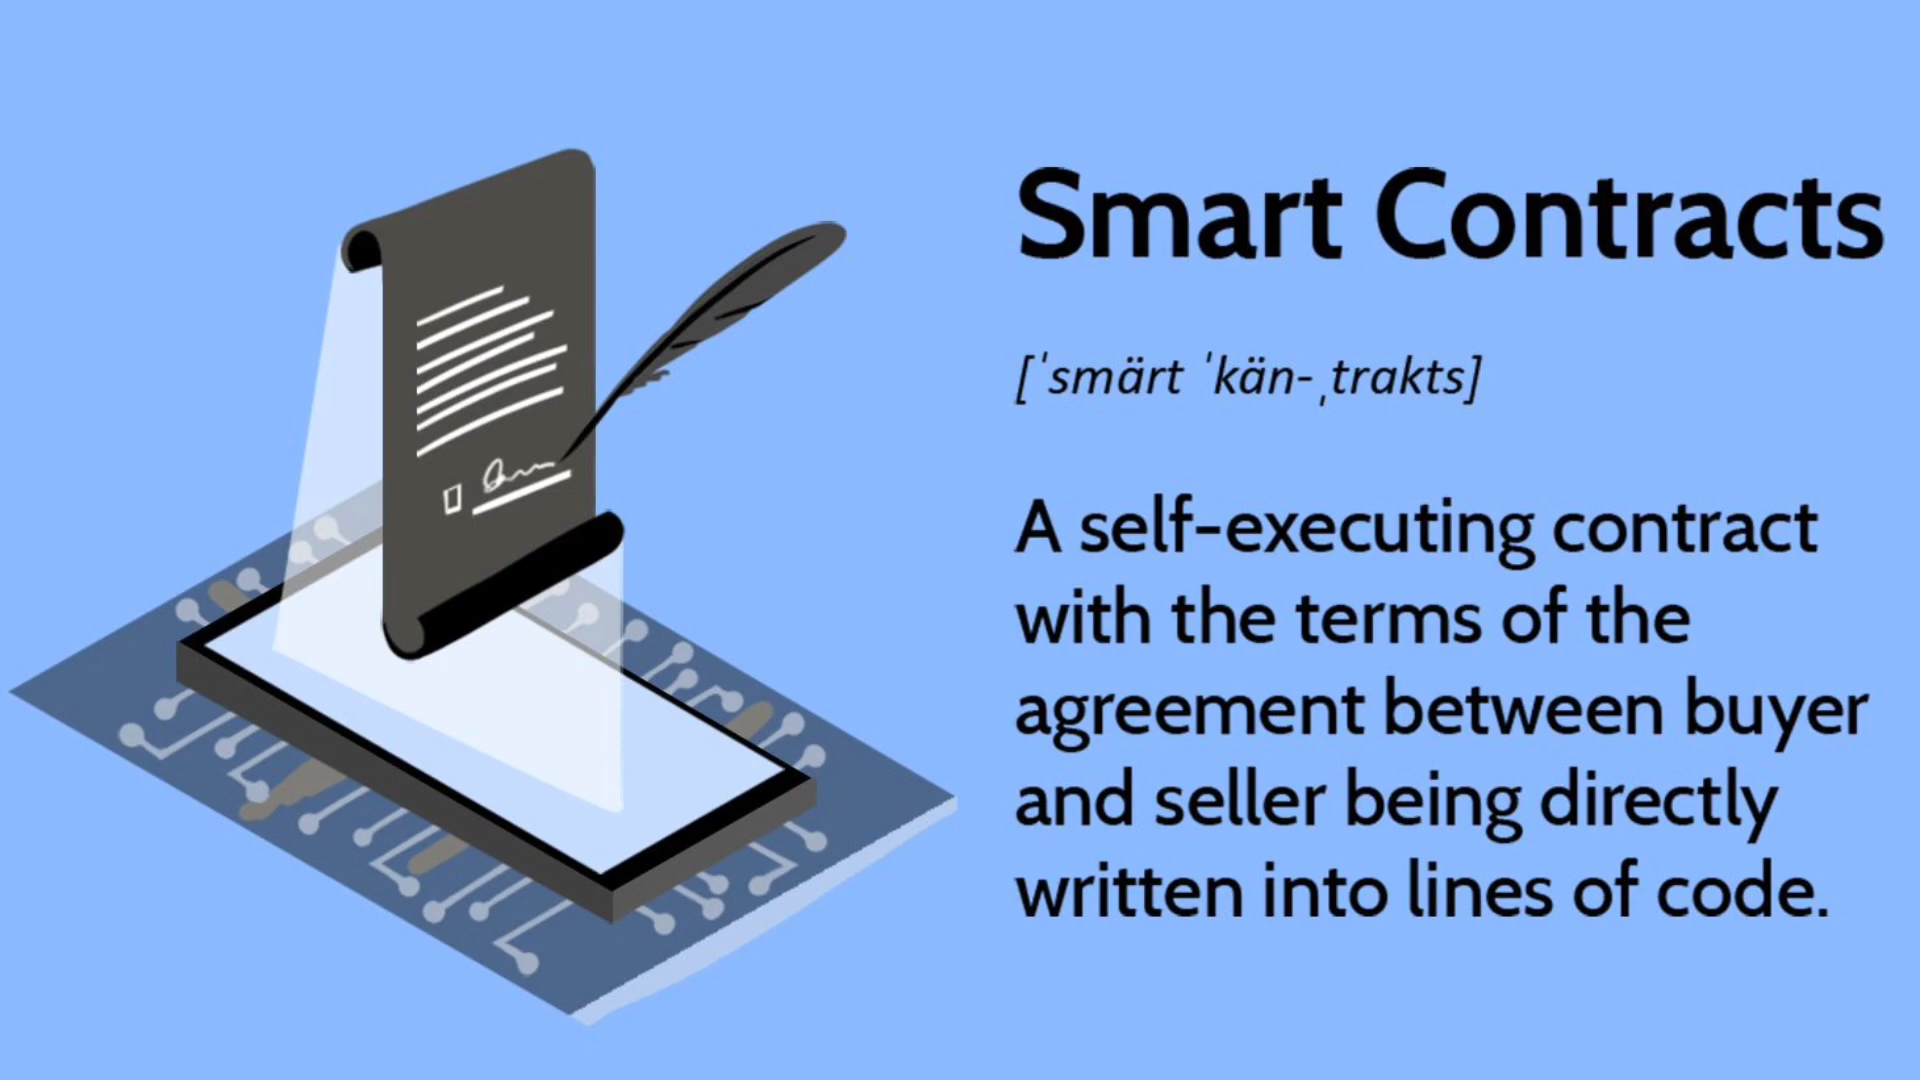 Smart Contracts
[ˈsmärt ˈkän-ˌtrakts]
A self-executing contract
with the terms of the
agreement between buyer
and seller being directly
written into lines of code.